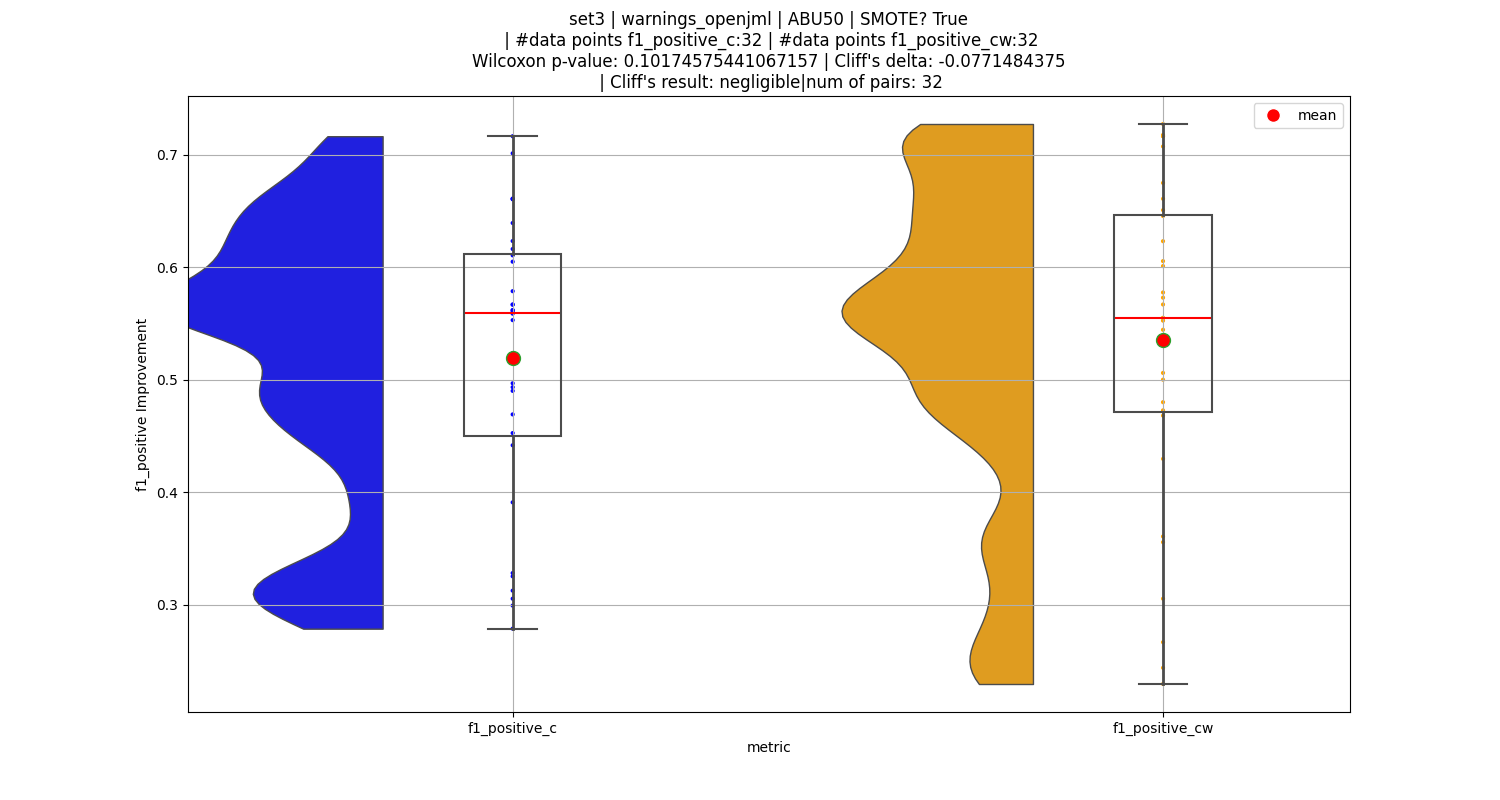 set3 | warnings_openjml | ABU50 | SMOTE? True
| #data points f1_positive_c:32 | #data points f1_positive_cw:32
Wilcoxon p-value: 0.10174575441067157 | Cliff's delta: -0.0771484375
| Cliff's result: negligible|num of pairs: 32
mean
0.7
0.6
0.5
0.4
0.3
f1_positive Improvement
f1_positive_c
f1_positive_cw
metric